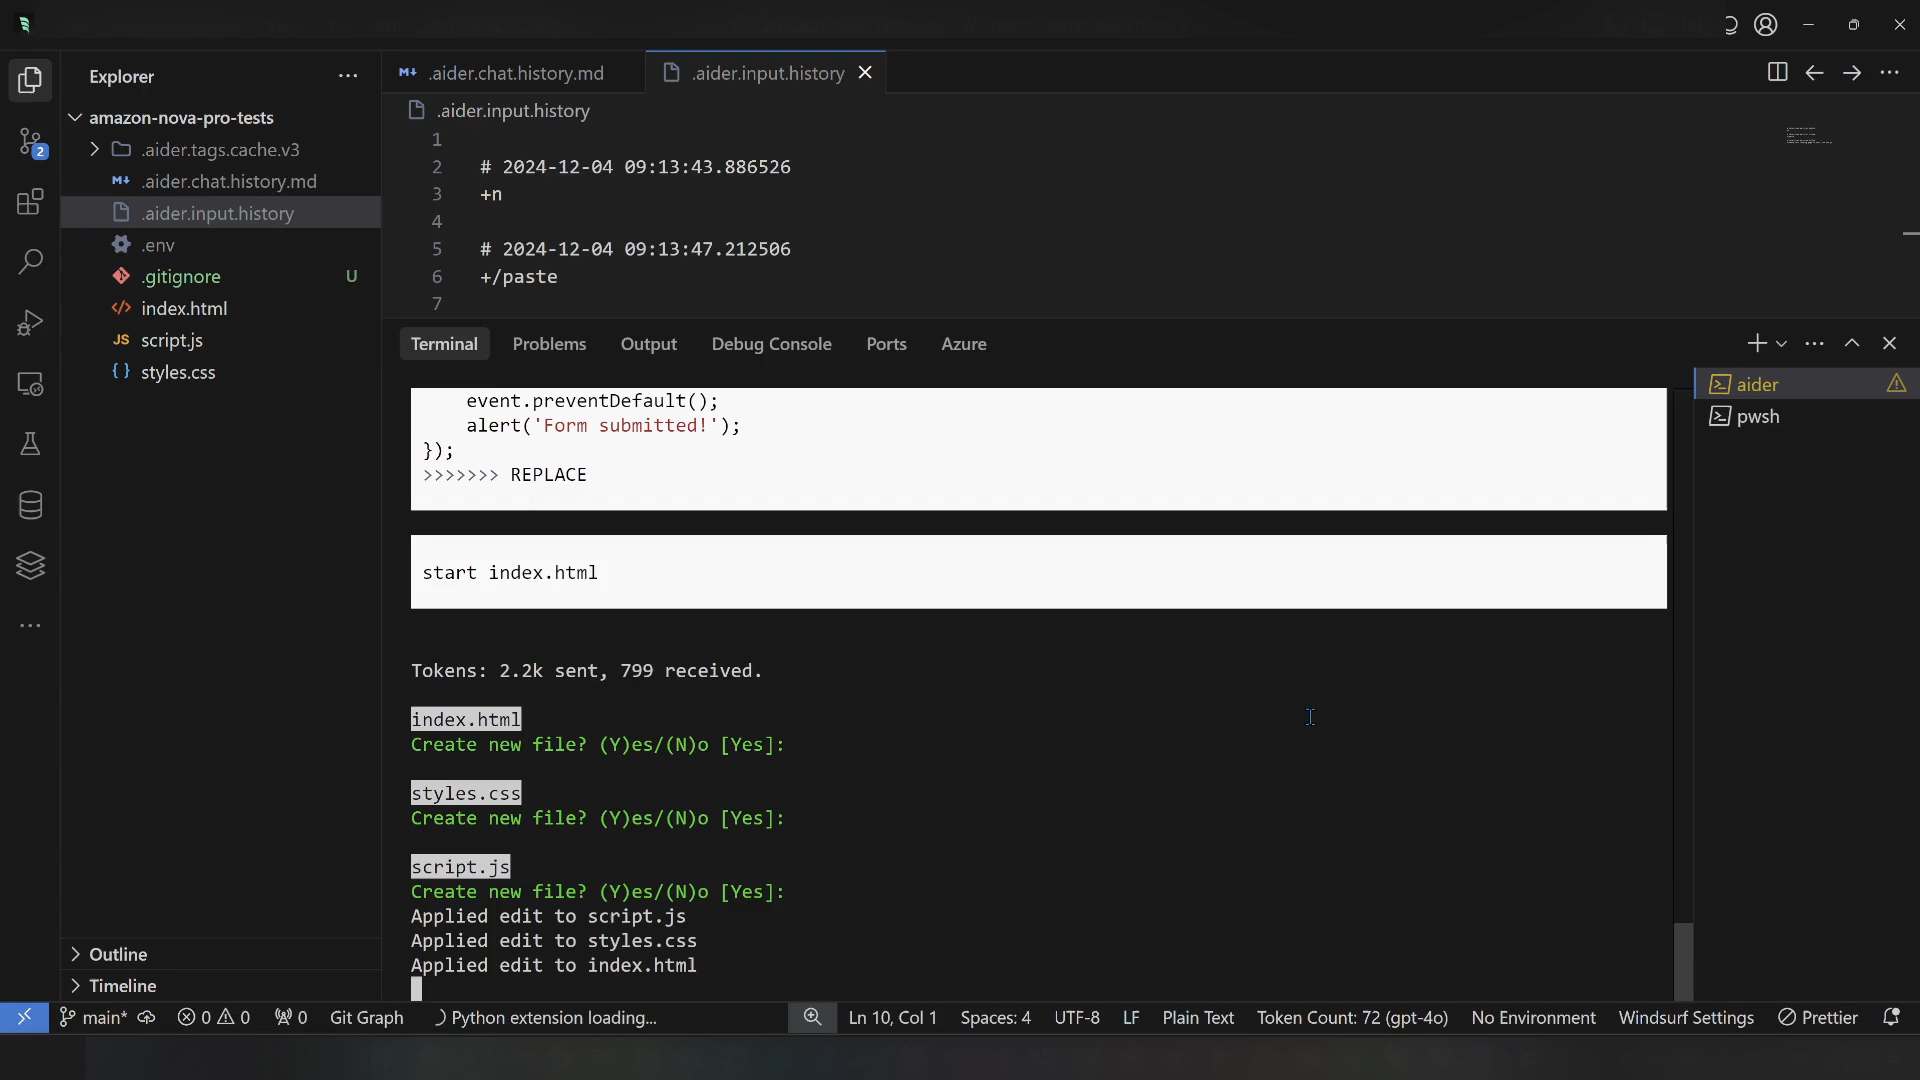 Explorer
amazon-nova-pro-tests
.aider.tags.cache.v3
.aider.chat.history.md
.aider.input.history
.env
.gitignore U
index.html
JS script.js
styles.css
Outline
Timeline
.aider.chat.history.md
.aider.input.history
.aider.input.history
1
2 # 2024-12-04 09:13:43.886526
3 +n
4
5 # 2024-12-04 09:13:47.212506
6 +/paste
7
Terminal Problems Output Debug Console Ports Azure
event.preventDefault();
alert('Form submitted!');
});
>>>>>>> REPLACE
start index.html
Tokens: 2.2k sent, 799 received.
index.html
Create new file? (Y)es/(N)o [Yes]:
styles.css
Create new file? (Y)es/(N)o [Yes]:
script.js
Create new file? (Y)es/(N)o [Yes]:
Applied edit to script.js
Applied edit to styles.css
Applied edit to index.html
aider
pwsh
2
main* 0 0 0 Git Graph Python extension loading... Ln 10, Col 1 Spaces: 4 UTF-8 LF Plain Text Token Count: 72 (gpt-4o) No Environment Windsurf Settings Prettier